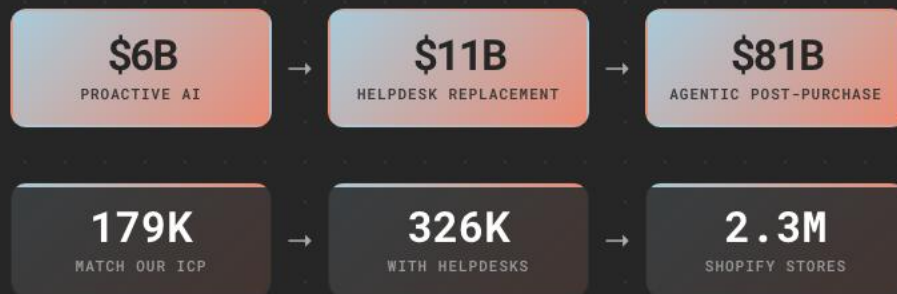 $6B → $11B → $81B
PROACTIVE AI HELPDESK REPLACEMENT AGENTIC POST-PURCHASE
179K → 326K → 2.3M
MATCH OUR ICP WITH HELPDESKS SHOPIFY STORES